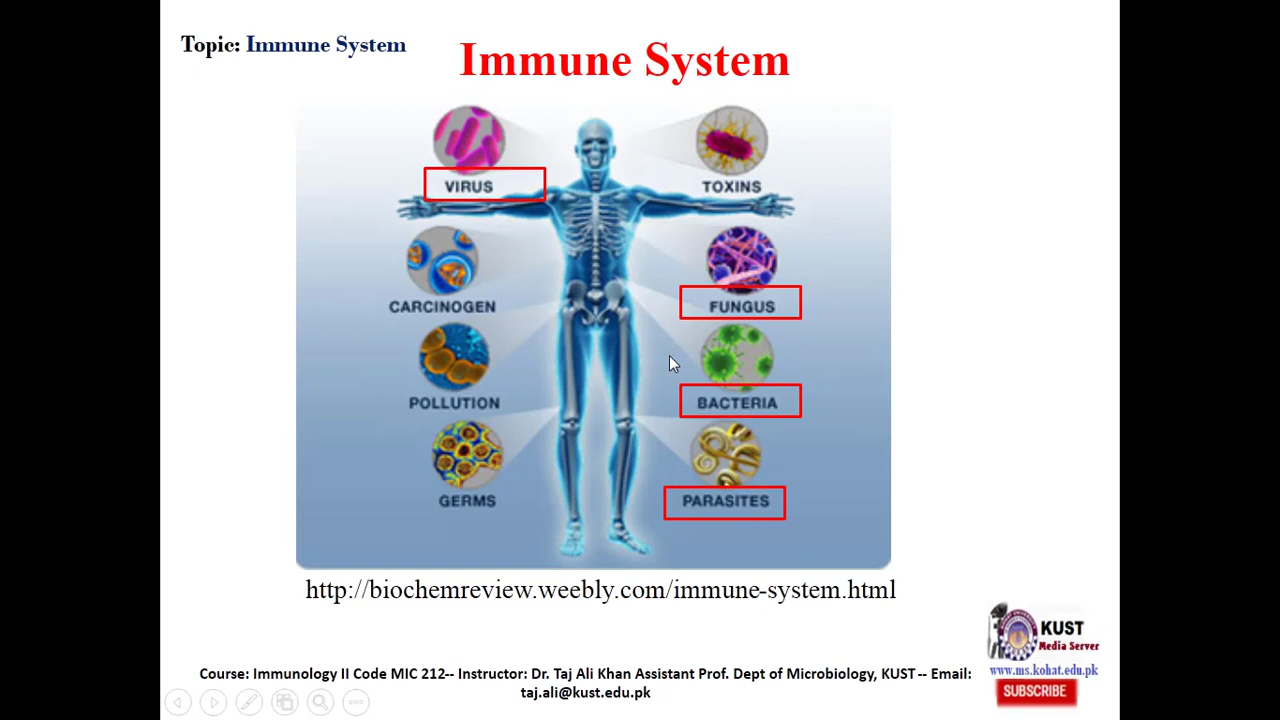 Topic: Immune System
Immune System
VIRUS
TOXINS
CARCINOGEN
FUNGUS
POLLUTION
BACTERIA
GERMS
PARASITES
http://biochemreview.weebly.com/immune-system.html
KUST
Media Server
www.ms.kohat.edu.pk
SUBSCRIBE
Course: Immunology II Code MIC 212-- Instructor: Dr. Taj Ali Khan Assistant Prof. Dept of Microbiology, KUST -- Email:
taj.ali@kust.edu.pk